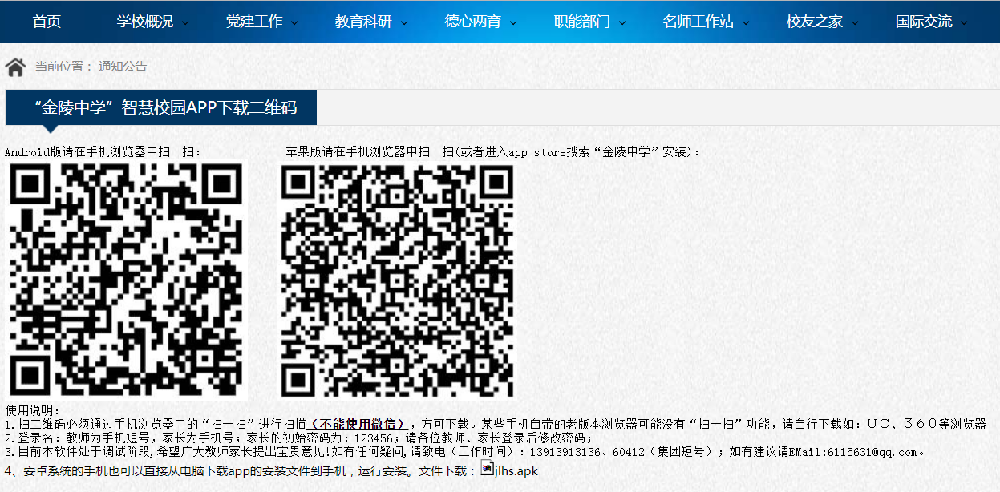 首页 学校概况 党建工作 教育科研 德心两育 职能部门 名师工作站 校友之家 国际交流
当前位置： 通知公告
“金陵中学”智慧校园APP下载二维码
Android版请在手机浏览器中扫一扫： 苹果版请在手机浏览器中扫一扫(或者进入app store搜索“金陵中学”安装)：
使用说明：
1.扫二维码必须通过手机浏览器中的“扫一扫”进行扫描（不能使用微信），方可下载。某些手机自带的老版本浏览器可能没有“扫一扫”功能，请自行下载如：ＵＣ、３６０等浏览器
2.登录名：教师为手机短号，家长为手机号；家长的初始密码为：123456；请各位教师、家长登录后修改密码；
3.目前本软件处于调试阶段,希望广大教师家长提出宝贵意见!如有任何疑问,请致电（工作时间）：13913913136、60412（集团短号）；如有建议请EMail:6115631@qq.com。
4、安卓系统的手机也可以直接从电脑下载app的安装文件到手机，运行安装。文件下载：jlhs.apk